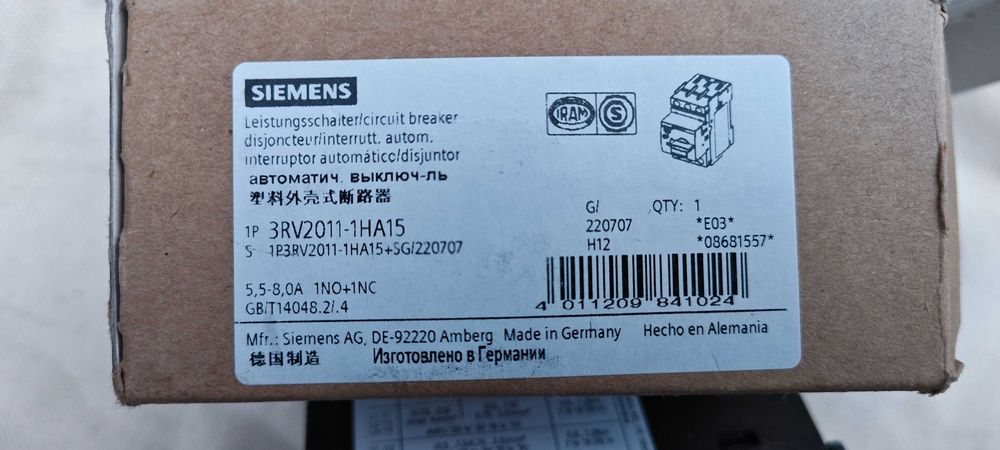 SIEMENS
Leistungsschalter/circuit breaker
disjoncteur/interrutt. autom.
interruptor automático/disjuntor
автоматич. выключ-ль
塑料外壳式断路器
IRAM S
1P 3RV2011-1HA15
S 1P3RV2011-1HA15+SG/220707
G/ QTY: 1
220707 *E03*
H12 *08681557*
5,5-8,0A 1NO+1NC
GB/T14048.2/.4
4 011209 841024
Mfr.: Siemens AG, DE-92220 Amberg Made in Germany Hecho en Alemania
德国制造 Изготовлено в Германии